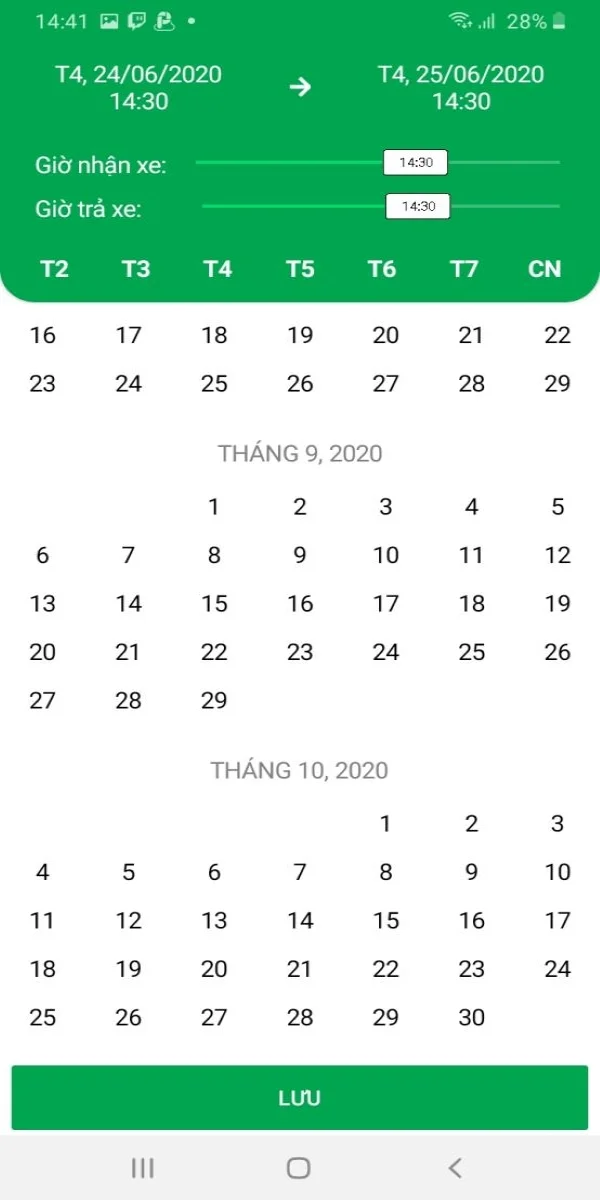 14:41 28%
T4, 24/06/2020 T4, 25/06/2020
14:30 14:30
Giờ nhận xe: 14:30
Giờ trả xe: 14:30
T2 T3 T4 T5 T6 T7 CN
16 17 18 19 20 21 22
23 24 25 26 27 28 29
THÁNG 9, 2020
1 2 3 4 5
6 7 8 9 10 11 12
13 14 15 16 17 18 19
20 21 22 23 24 25 26
27 28 29
THÁNG 10, 2020
1 2 3
4 5 6 7 8 9 10
11 12 13 14 15 16 17
18 19 20 21 22 23 24
25 26 27 28 29 30
LƯU